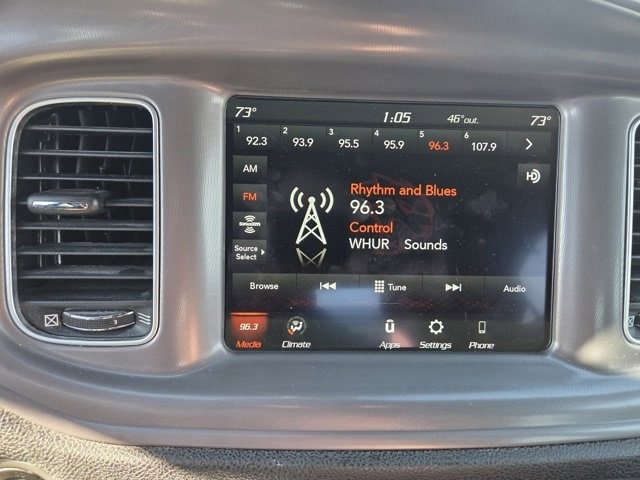 73° 1:05 46°out. 73°
1 92.3 2 93.9 3 95.5 4 95.9 5 96.3 6 107.9
AM
FM
SiriusXM
Source
Select
HD
Rhythm and Blues
96.3
Control
WHUR Sounds
Browse Tune Audio
96.3
Media Climate Apps Settings Phone